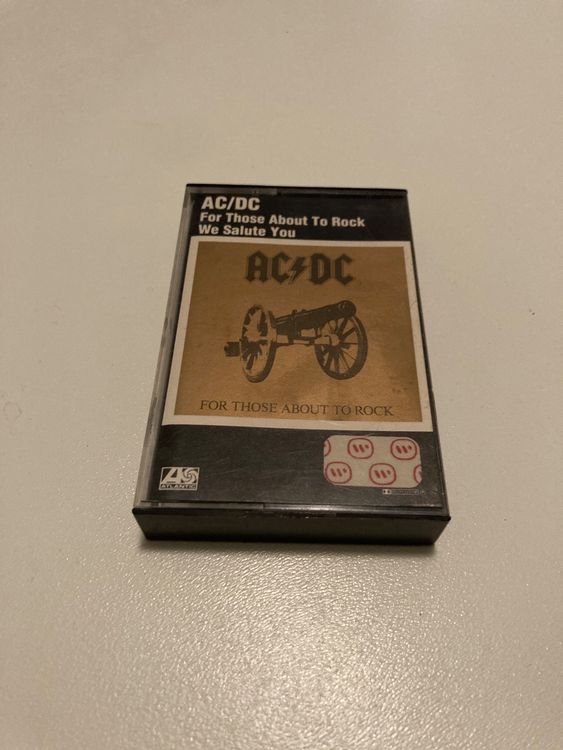 AC/DC
For Those About To Rock
We Salute You
AC⚡DC
FOR THOSE ABOUT TO ROCK
ATLANTIC